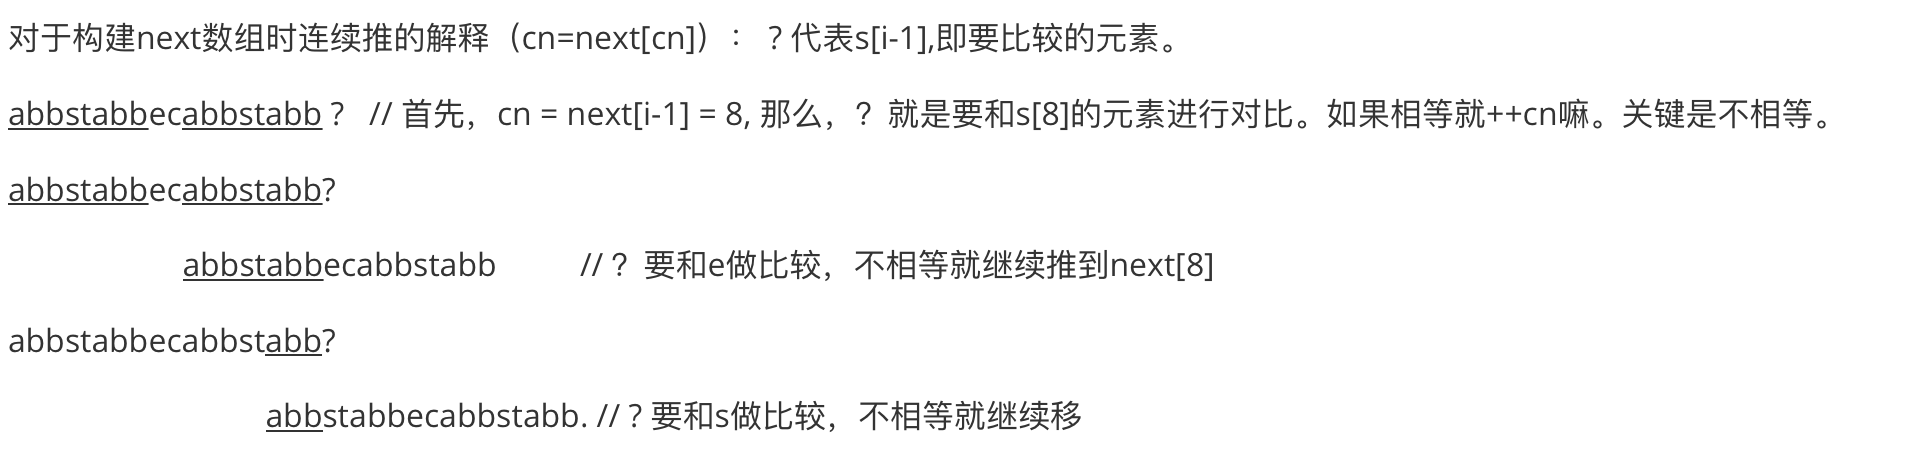 对于构建next数组时连续推的解释（cn=next[cn]）：？代表s[i-1],即要比较的元素。
abbstabbecabbstabb？ // 首先，cn = next[i-1] = 8, 那么，？就是要和s[8]的元素进行对比。如果相等就++cn嘛。关键是不相等。
abbstabbecabbstabb?
abbstabbecabbstabb //？要和e做比较，不相等就继续推到next[8]
abbstabbecabbstabb?
abbstabbecabbstabb. //？要和s做比较，不相等就继续移